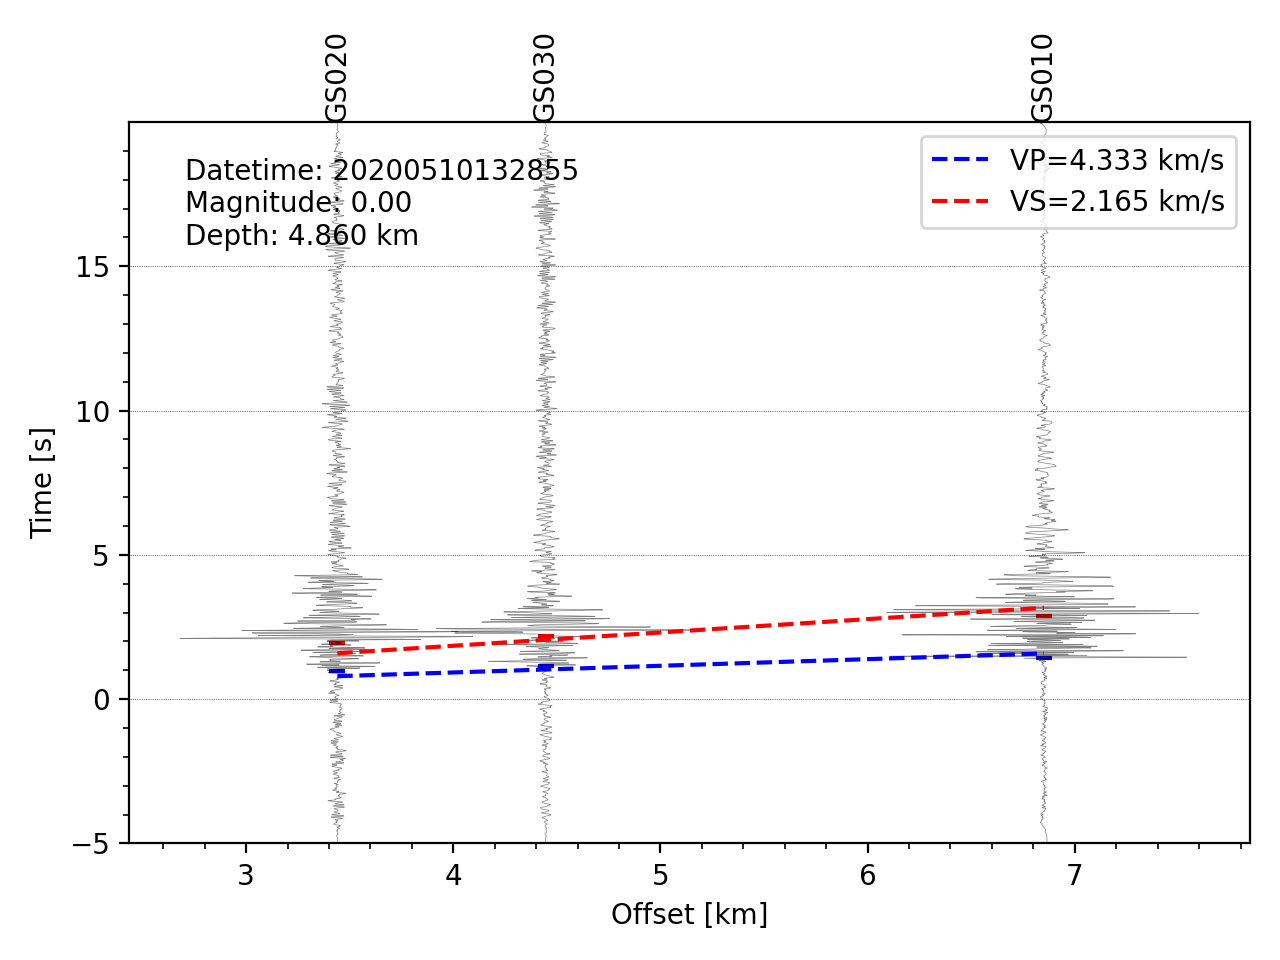 GS020
GS030
GS010
Datetime: 20200510132855
Magnitude: 0.00
Depth: 4.860 km
VP=4.333 km/s
VS=2.165 km/s
15
10
5
0
−5
Time [s]
3
4
5
6
7
Offset [km]